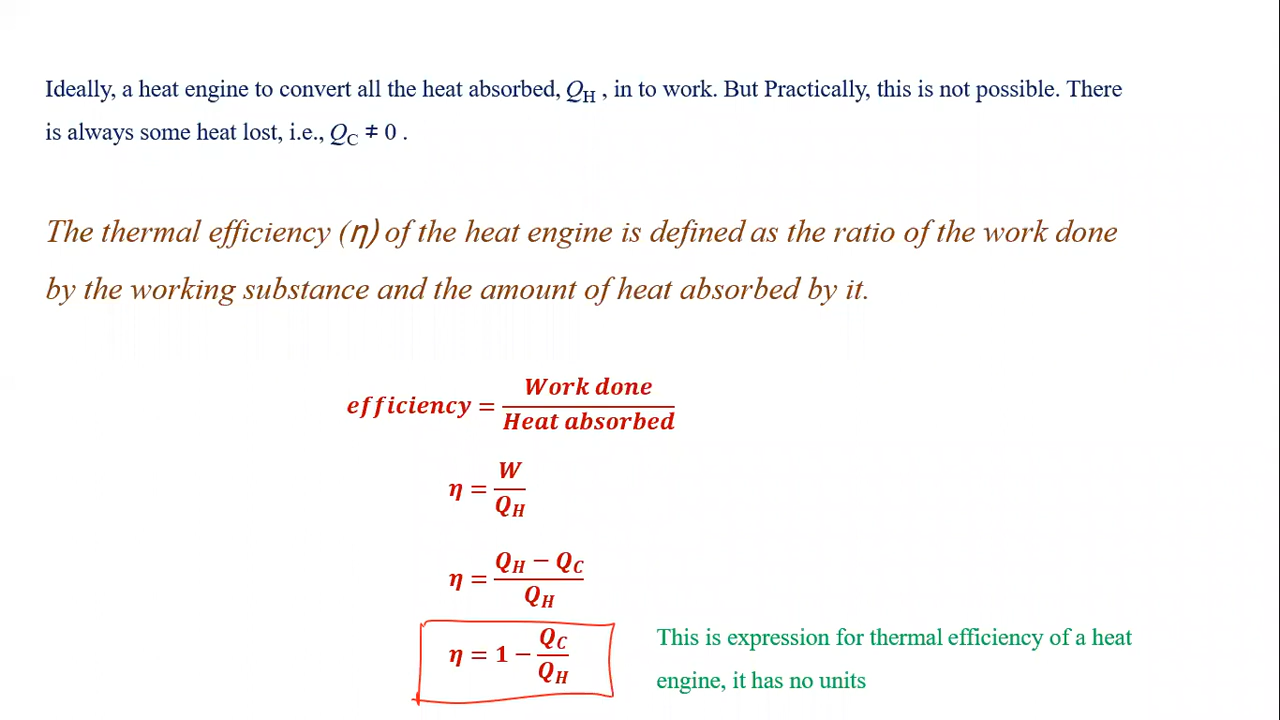 Ideally, a heat engine to convert all the heat absorbed, Q_H , in to work. But Practically, this is not possible. There
is always some heat lost, i.e., Q_C ≠ 0 .
The thermal efficiency (η) of the heat engine is defined as the ratio of the work done
by the working substance and the amount of heat absorbed by it.
efficiency = Work done / Heat absorbed
η = W / Q_H
η = (Q_H − Q_C) / Q_H
η = 1 − Q_C / Q_H
This is expression for thermal efficiency of a heat
engine, it has no units